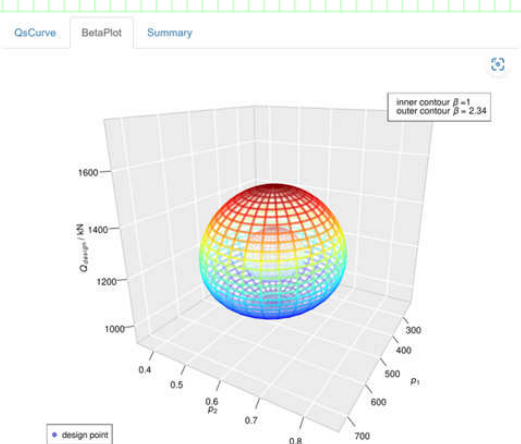 QsCurve BetaPlot Summary
inner contour β =1
outer contour β = 2.34
Q design / kN
1600
1400
1200
1000
0.4
0.5
0.6
0.7
0.8
p₂
300
400
500
600
700
p₁
design point